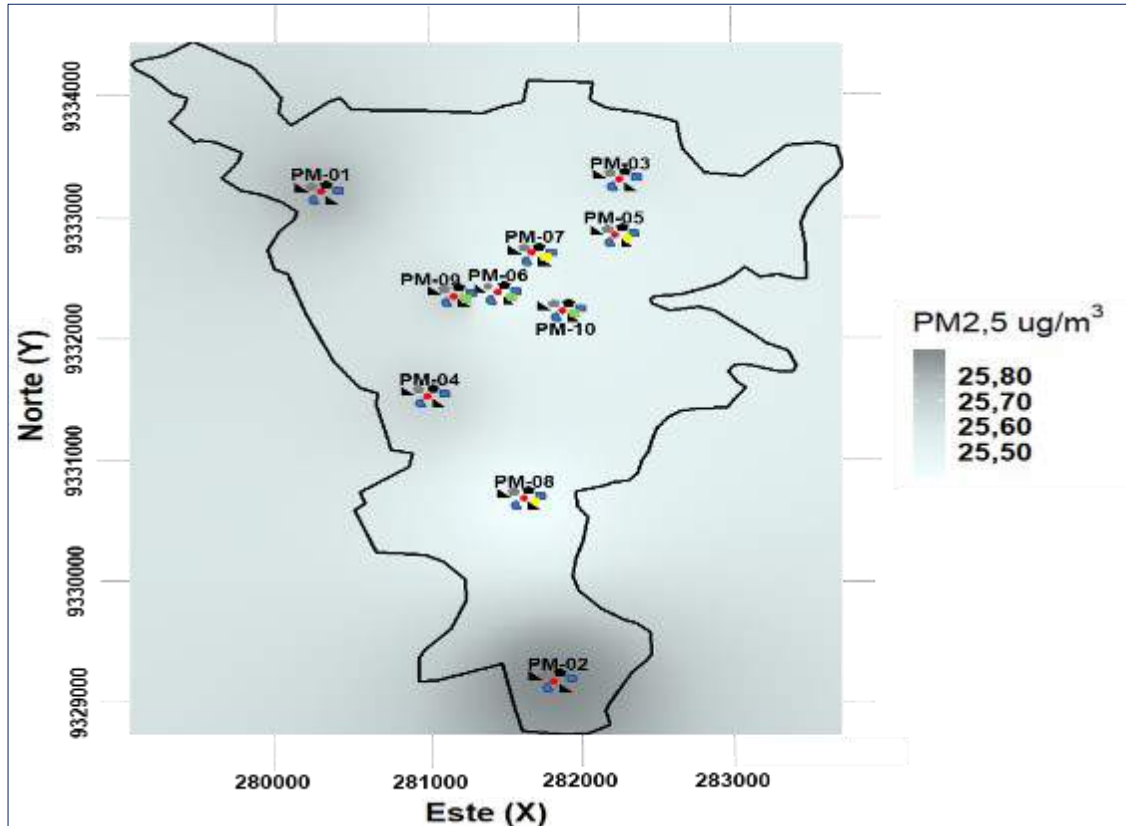 9334000
9333000
9332000
9331000
9330000
9329000
Norte (Y)
PM-01
PM-03
PM-05
PM-07
PM-09
PM-06
PM-10
PM-04
PM-08
PM-02
280000
281000
282000
283000
Este (X)
PM2,5 ug/m³
25,80
25,70
25,60
25,50